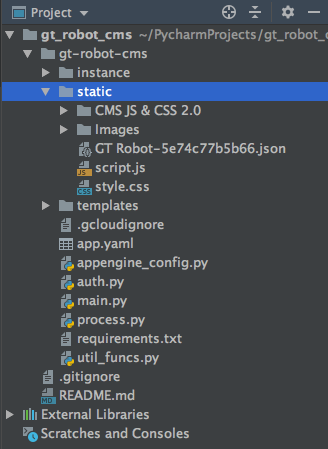 Project
gt_robot_cms ~/PycharmProjects/gt_robot_c
gt-robot-cms
instance
static
CMS JS & CSS 2.0
Images
GT Robot-5e74c77b5b66.json
script.js
style.css
templates
.gcloudignore
app.yaml
appengine_config.py
auth.py
main.py
process.py
requirements.txt
util_funcs.py
.gitignore
README.md
External Libraries
Scratches and Consoles